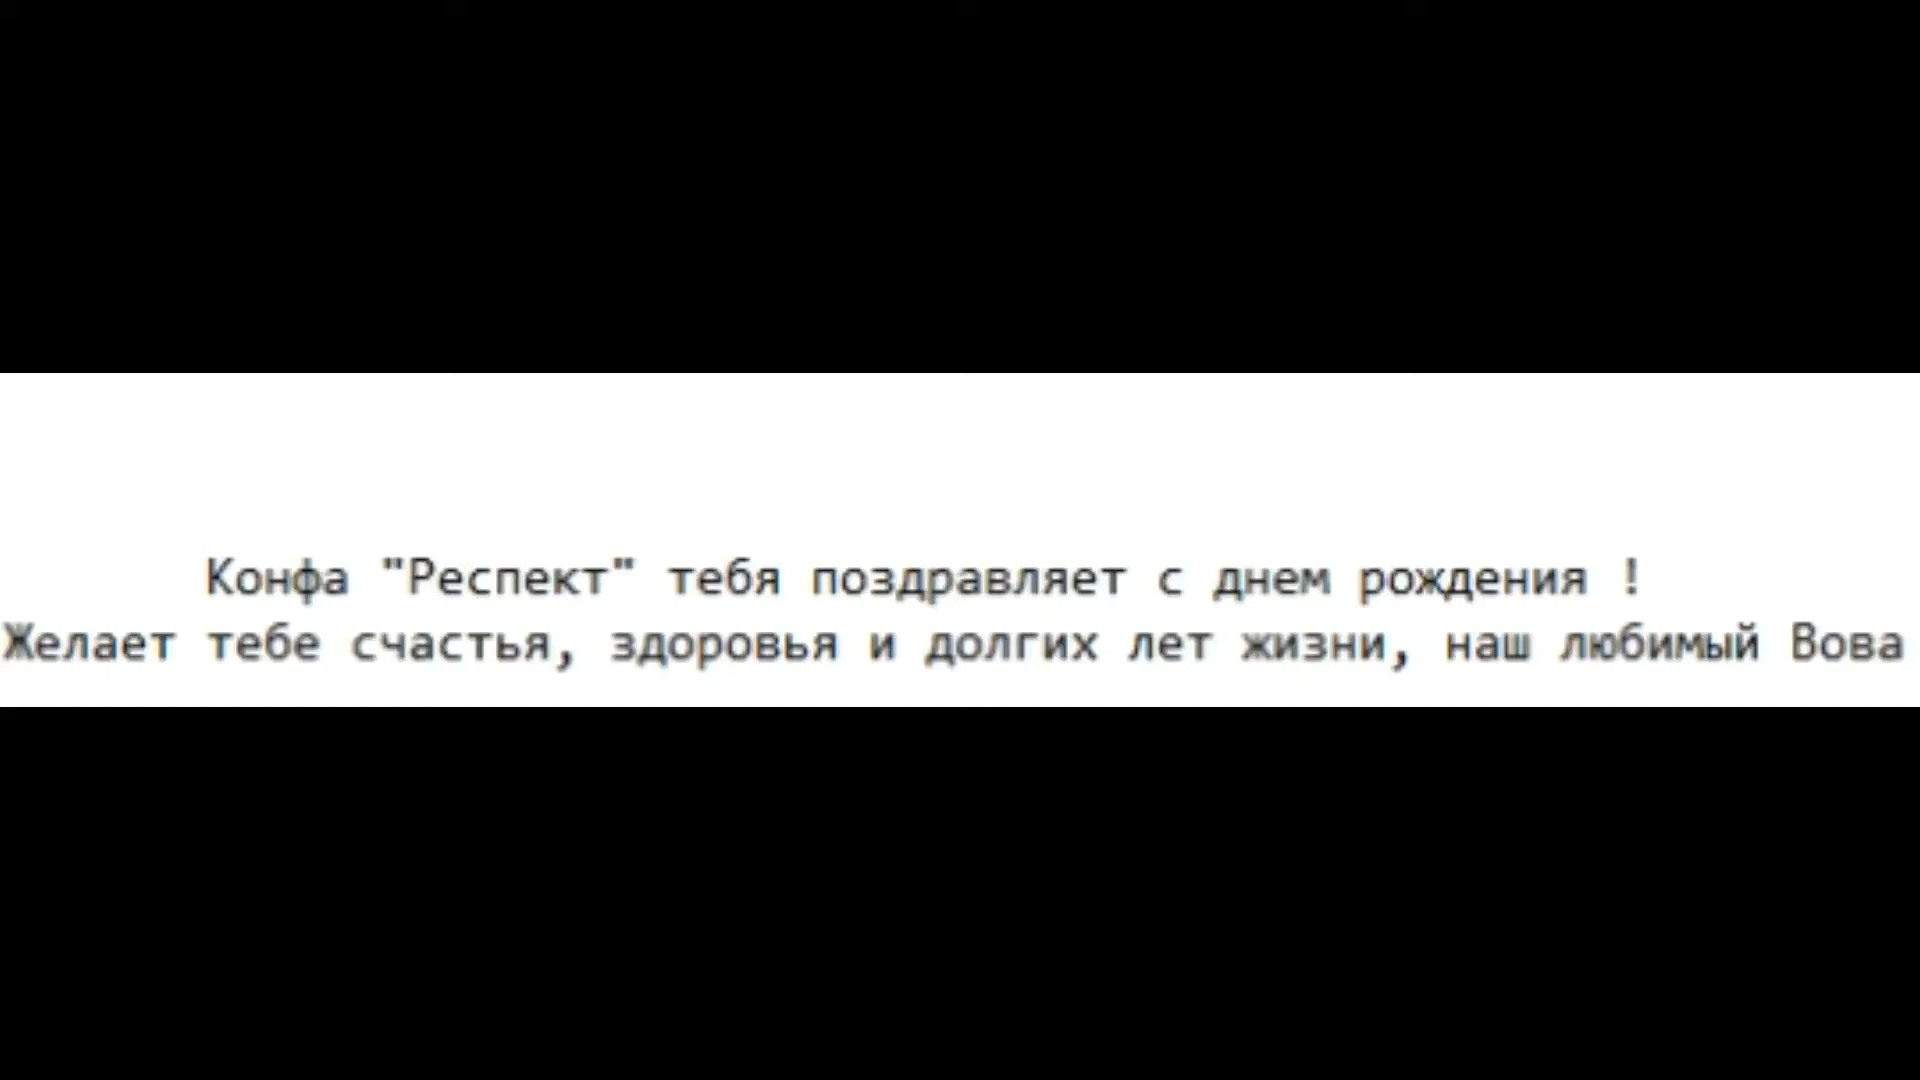 Конфа "Респект" тебя поздравляет с днем рождения !
Желает тебе счастья, здоровья и долгих лет жизни, наш любимый Вова